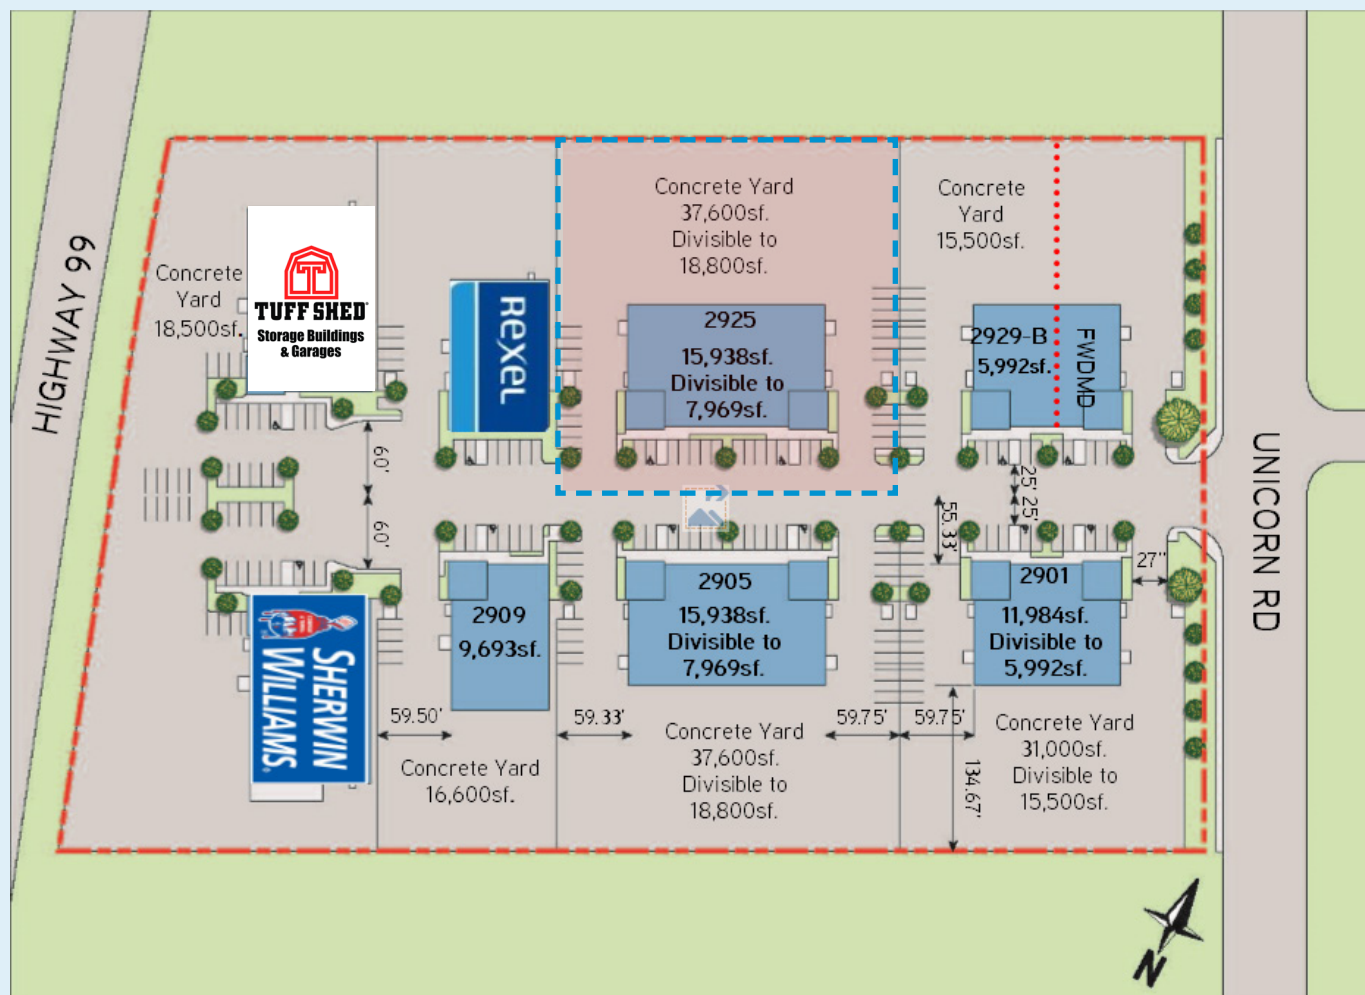 Concrete Yard
37,600sf.
Divisible to
18,800sf.
Concrete
Yard
15,500sf.
HIGHWAY 99
Concrete
Yard
18,500sf.
TUFF SHED®
Storage Buildings
& Garages
Rexel
2925
15,938sf.
Divisible to
7,969sf.
2929-B
5,992sf.
FWDMD
60'
60'
25'
25'
55.33'
UNICORN RD
27"
SHERWIN
WILLIAMS.
2909
9,693sf.
2905
15,938sf.
Divisible to
7,969sf.
2901
11,984sf.
Divisible to
5,992sf.
59.50'
59.33'
59.75'
59.75'
134.67'
Concrete Yard
16,600sf.
Concrete Yard
37,600sf.
Divisible to
18,800sf.
Concrete Yard
31,000sf.
Divisible to
15,500sf.
N